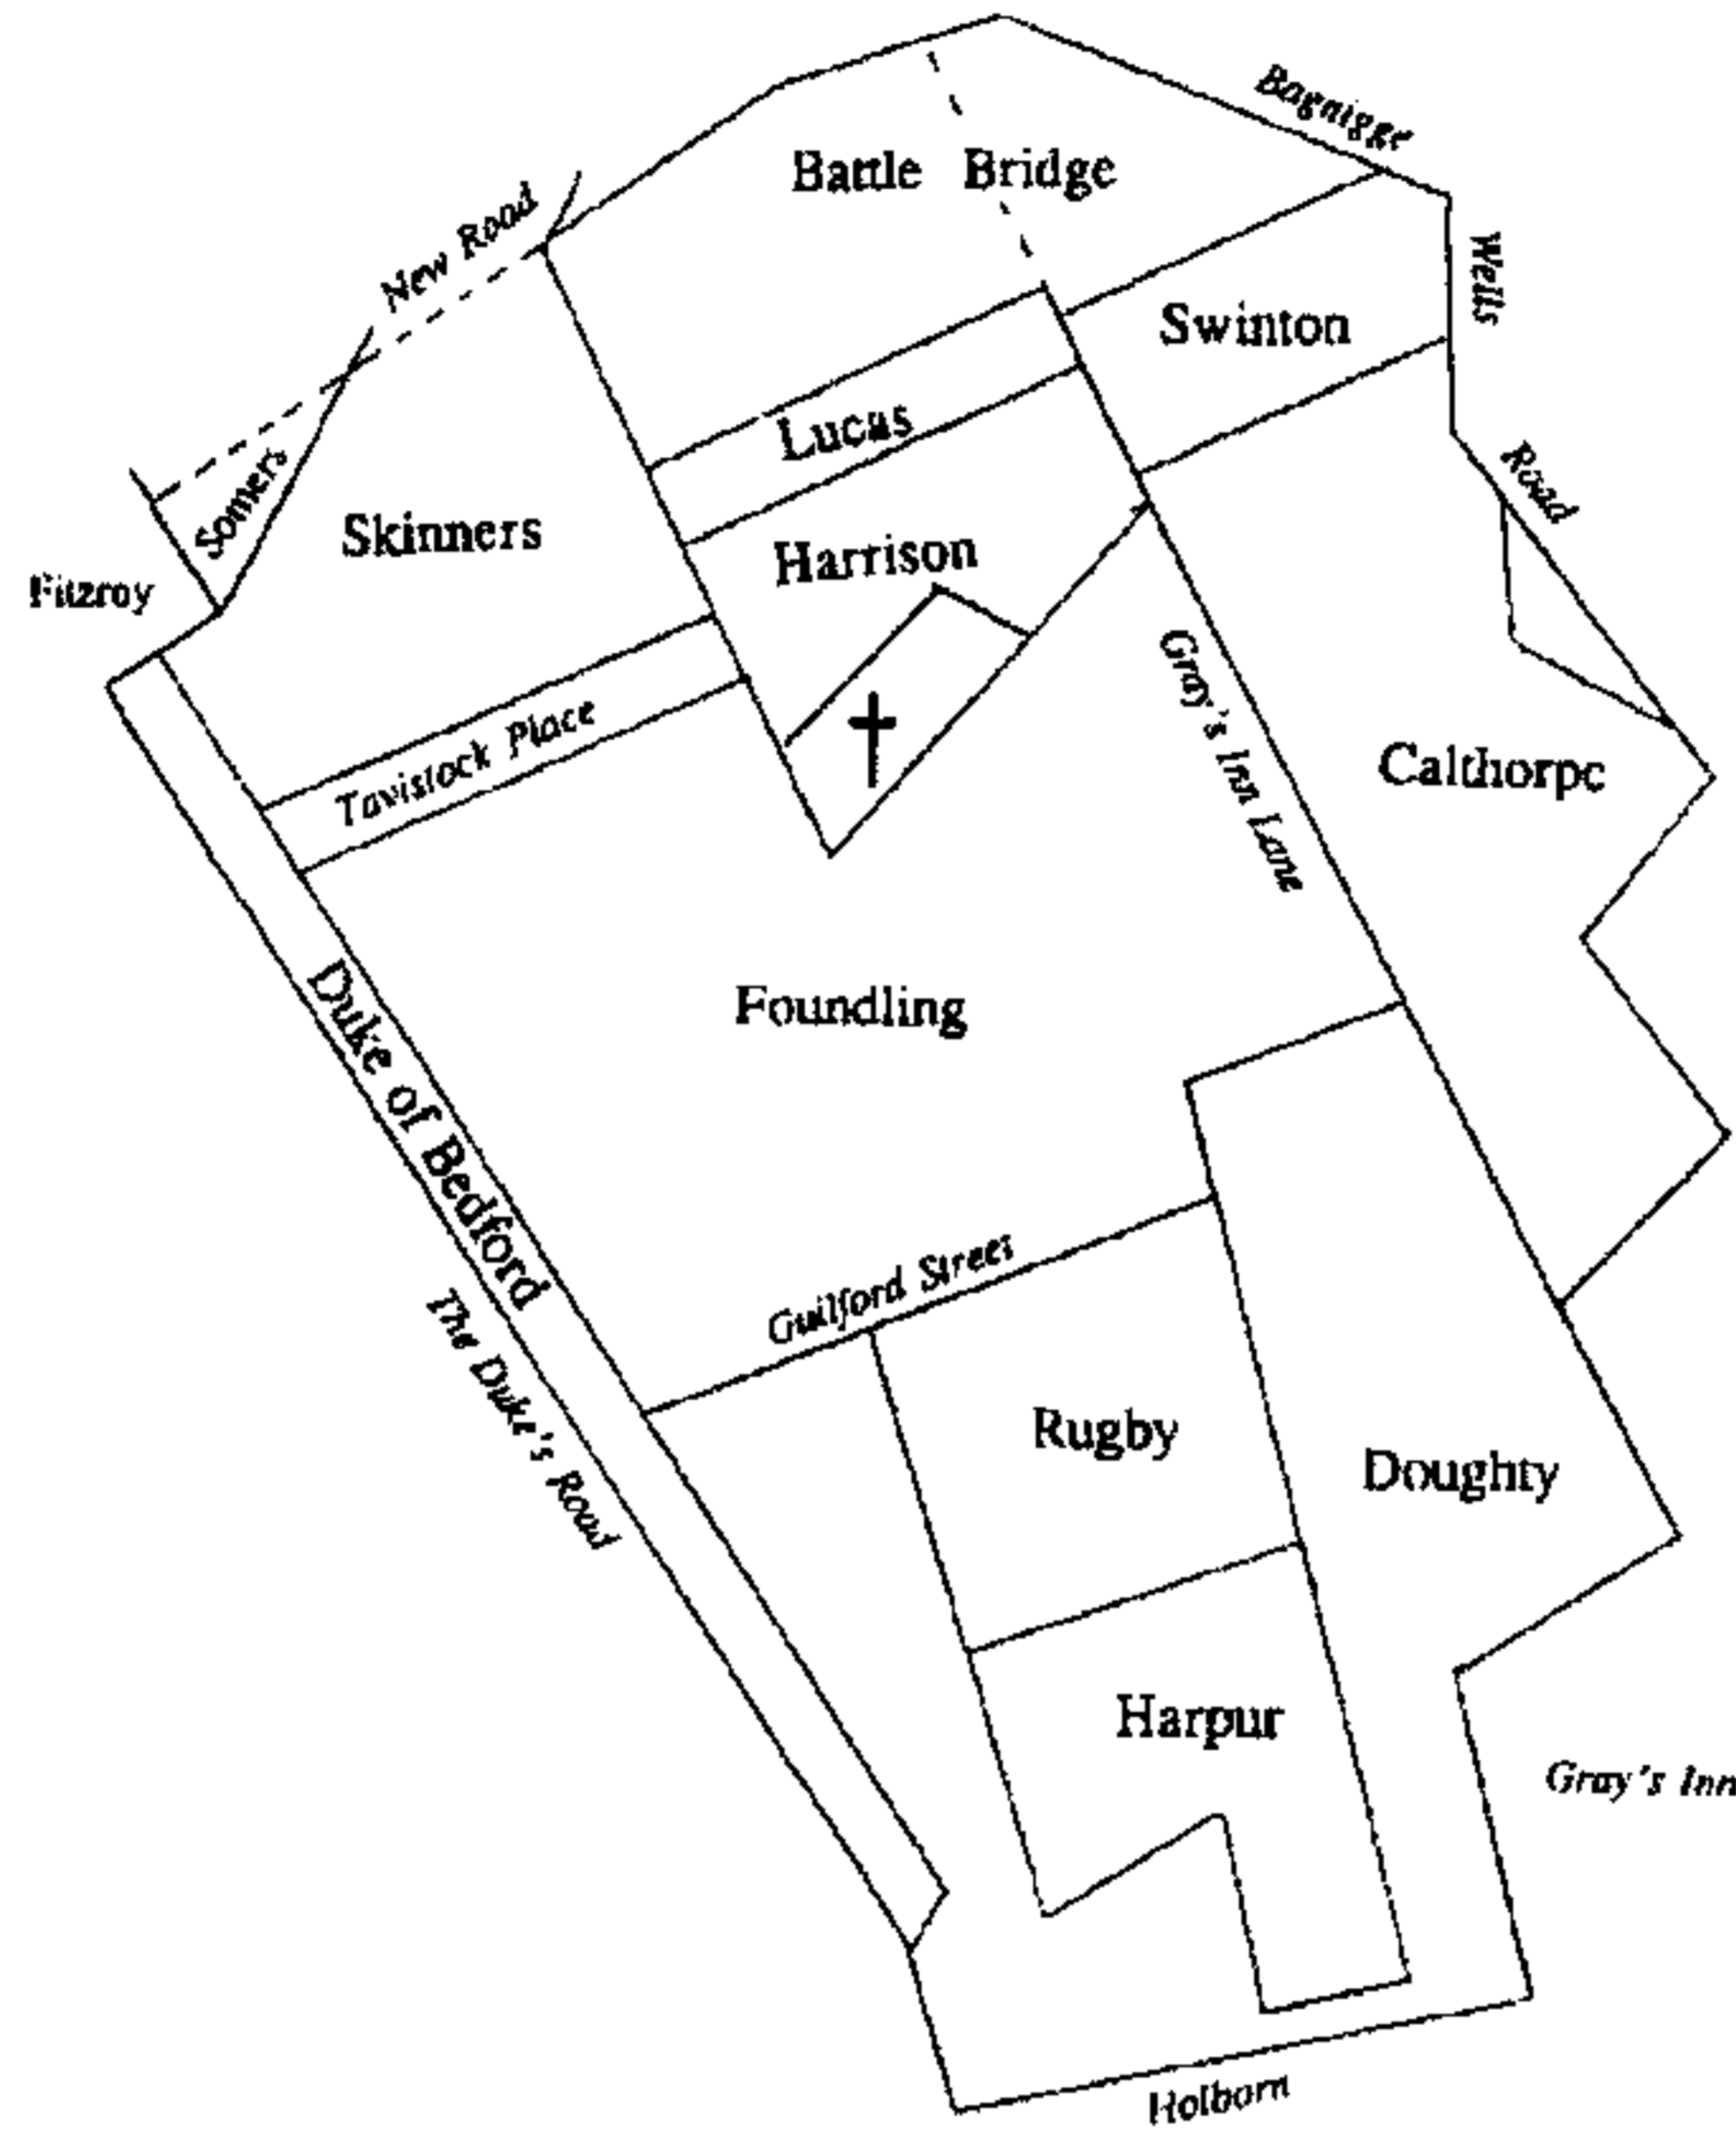 Bagnigge
Battle Bridge
New Road
Wells
Swinton
Lucas
Somers
Road
Skinners
Harrison
Fitzroy
Gray's Inn Lane
Tavistock Place
Calthorpe
Foundling
Duke of Bedford
Guilford Street
The Duke's Road
Rugby
Doughty
Harpur
Gray's Inn
Holborn